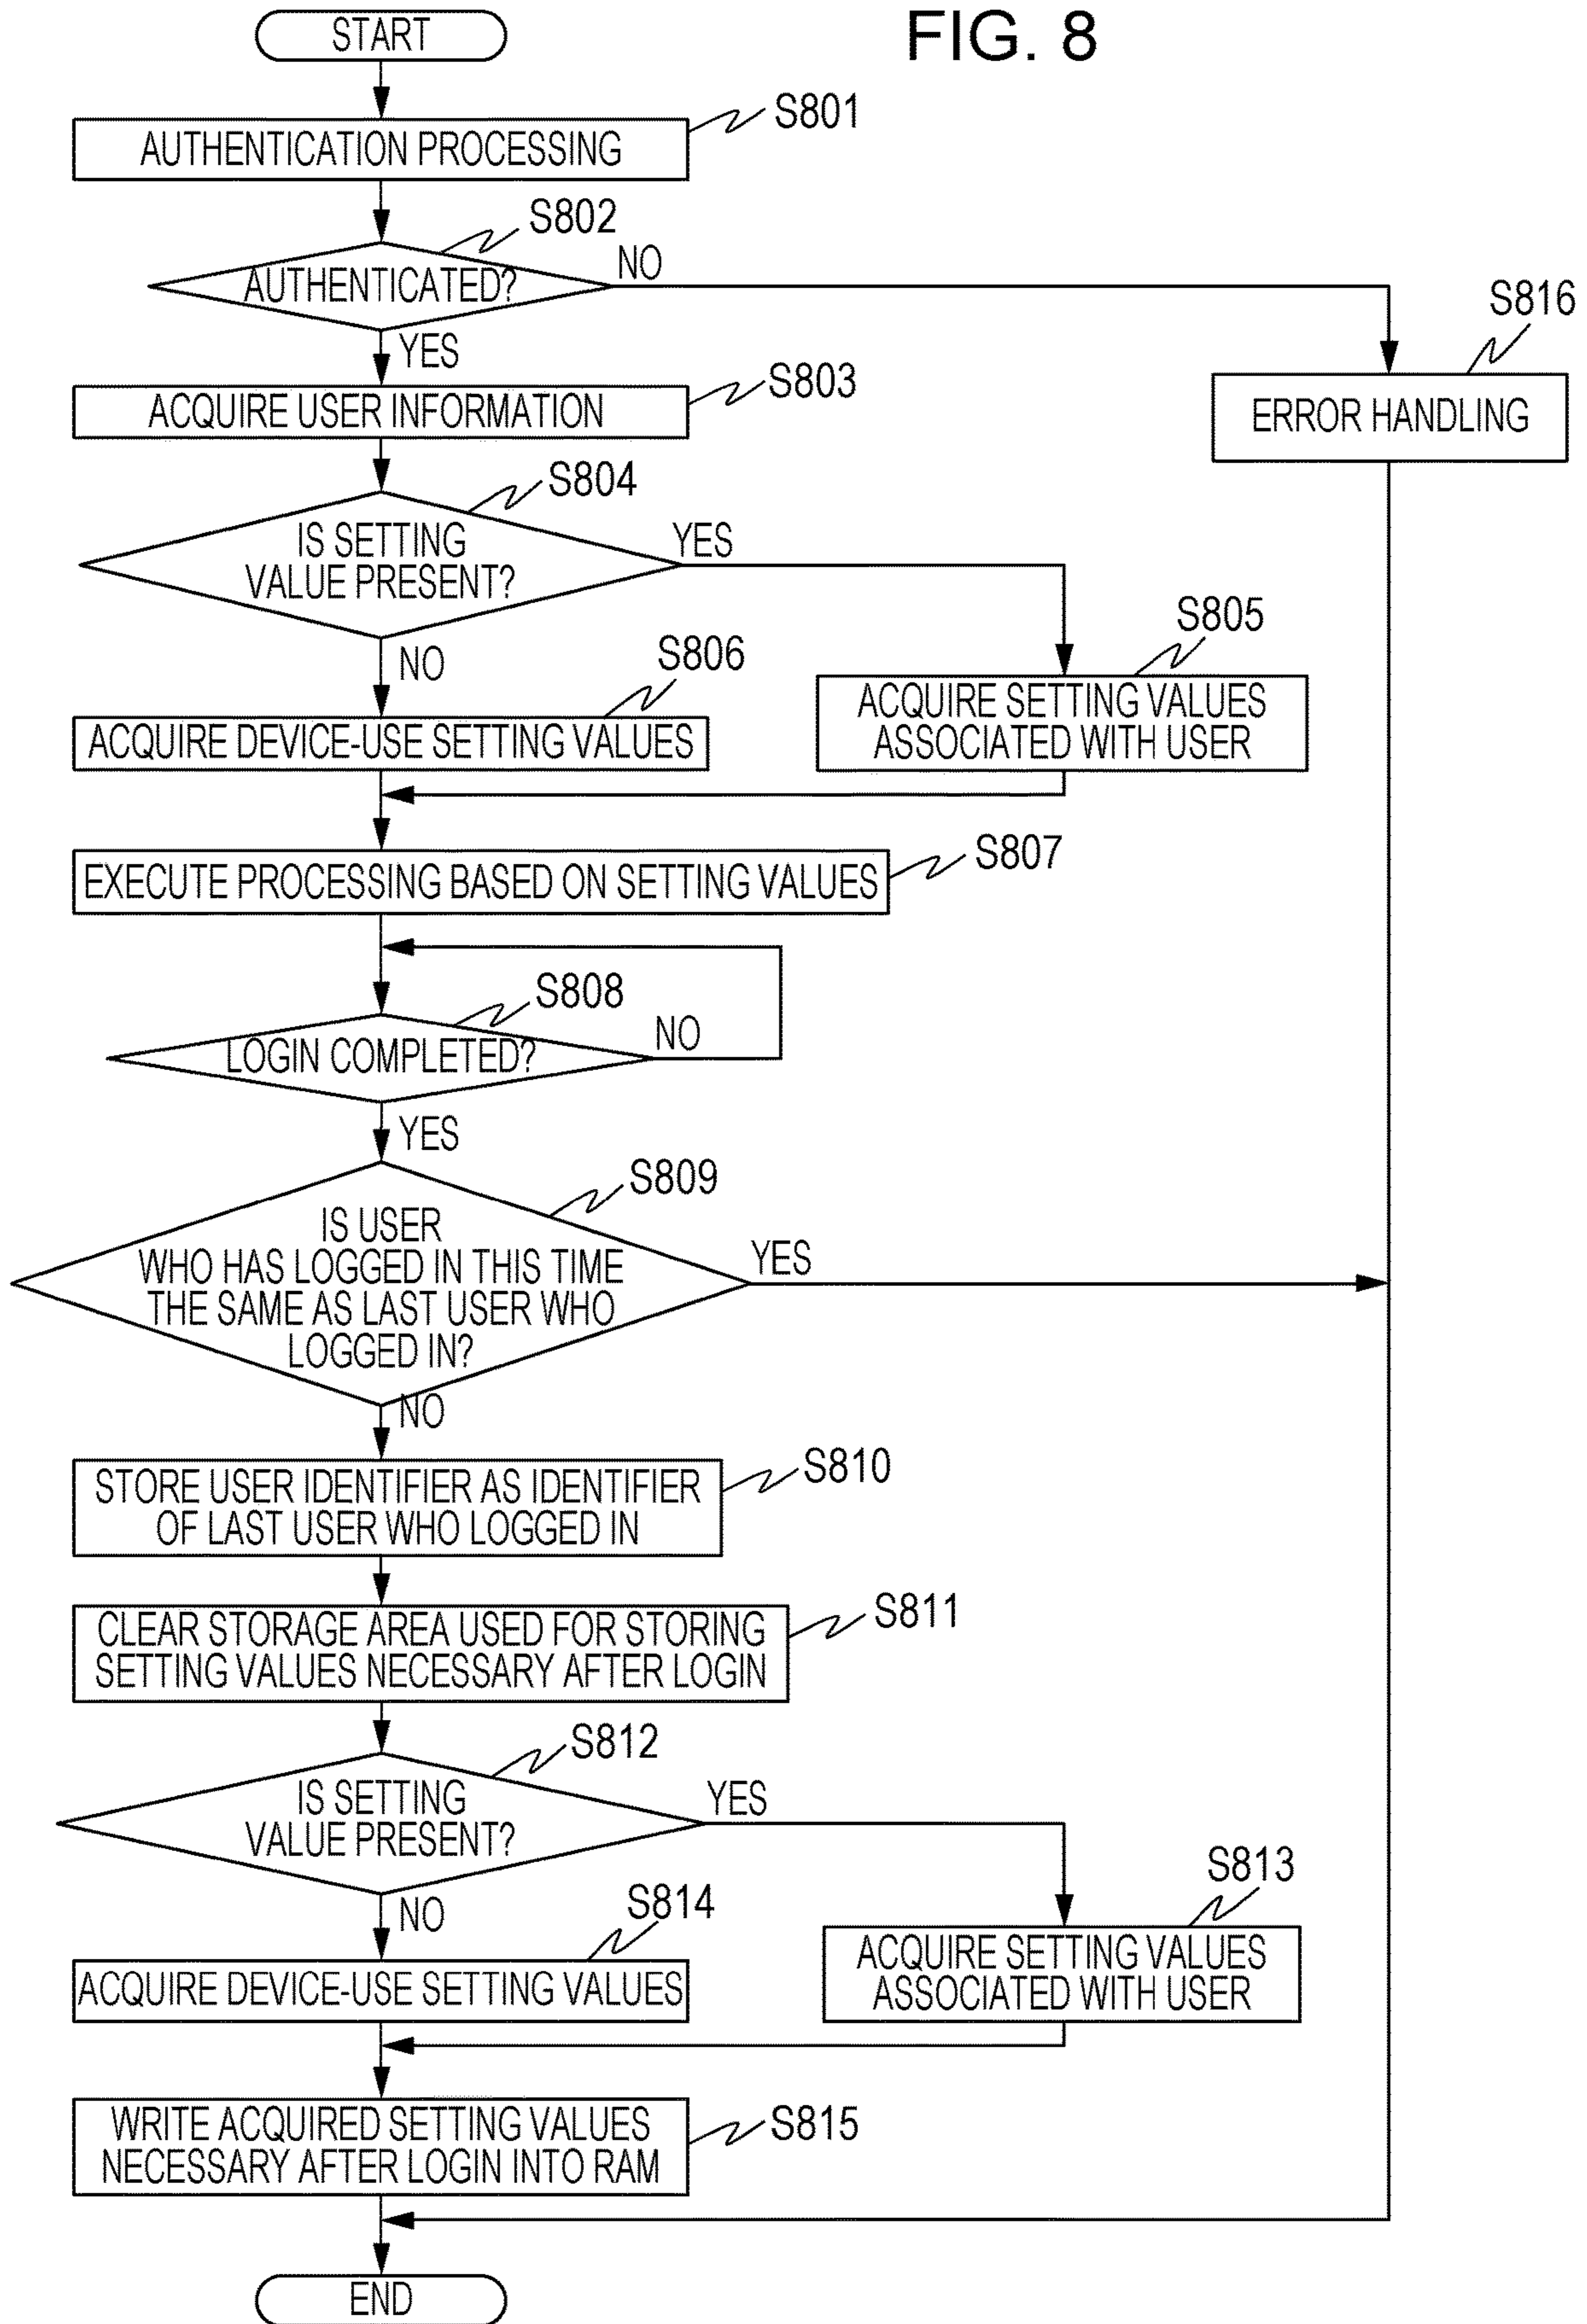 FIG. 8
START
S801
AUTHENTICATION PROCESSING
S802
AUTHENTICATED?
NO
YES
S816
ERROR HANDLING
S803
ACQUIRE USER INFORMATION
S804
IS SETTING
VALUE PRESENT?
YES
NO
S805
ACQUIRE SETTING VALUES
ASSOCIATED WITH USER
S806
ACQUIRE DEVICE-USE SETTING VALUES
S807
EXECUTE PROCESSING BASED ON SETTING VALUES
S808
LOGIN COMPLETED?
NO
YES
S809
IS USER
WHO HAS LOGGED IN THIS TIME
THE SAME AS LAST USER WHO
LOGGED IN?
YES
NO
S810
STORE USER IDENTIFIER AS IDENTIFIER
OF LAST USER WHO LOGGED IN
S811
CLEAR STORAGE AREA USED FOR STORING
SETTING VALUES NECESSARY AFTER LOGIN
S812
IS SETTING
VALUE PRESENT?
YES
NO
S813
ACQUIRE SETTING VALUES
ASSOCIATED WITH USER
S814
ACQUIRE DEVICE-USE SETTING VALUES
S815
WRITE ACQUIRED SETTING VALUES
NECESSARY AFTER LOGIN INTO RAM
END